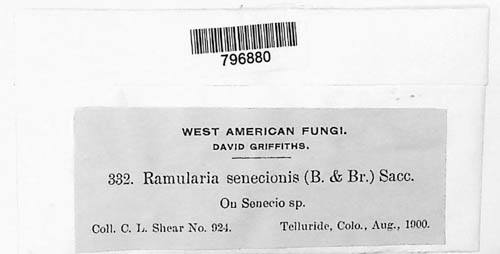 796880
WEST AMERICAN FUNGI.
DAVID GRIFFITHS.
332. Ramularia senecionis (B. & Br.) Sacc.
On Senecio sp.
Coll. C. L. Shear No. 924. Telluride, Colo., Aug., 1900.